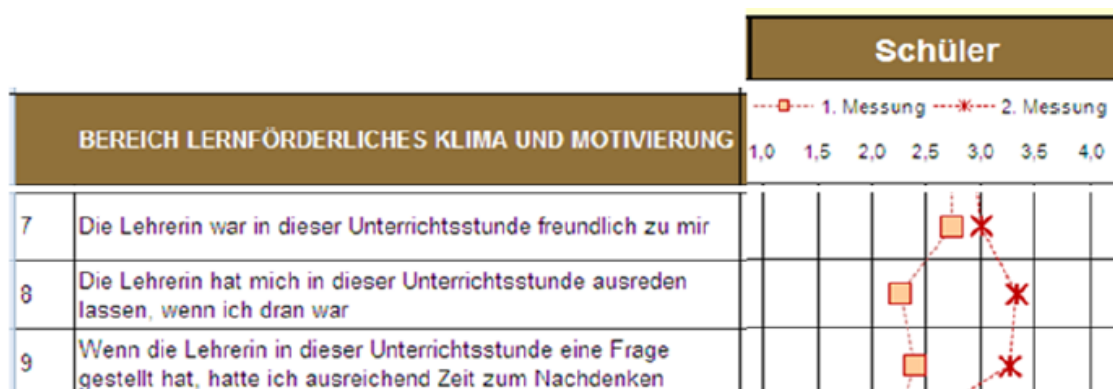 Schüler
1. Messung 2. Messung
BEREICH LERNFÖRDERLICHES KLIMA UND MOTIVIERUNG
1,0 1,5 2,0 2,5 3,0 3,5 4,0
7 Die Lehrerin war in dieser Unterrichtsstunde freundlich zu mir
8 Die Lehrerin hat mich in dieser Unterrichtsstunde ausreden
lassen, wenn ich dran war
9 Wenn die Lehrerin in dieser Unterrichtsstunde eine Frage
gestellt hat, hatte ich ausreichend Zeit zum Nachdenken